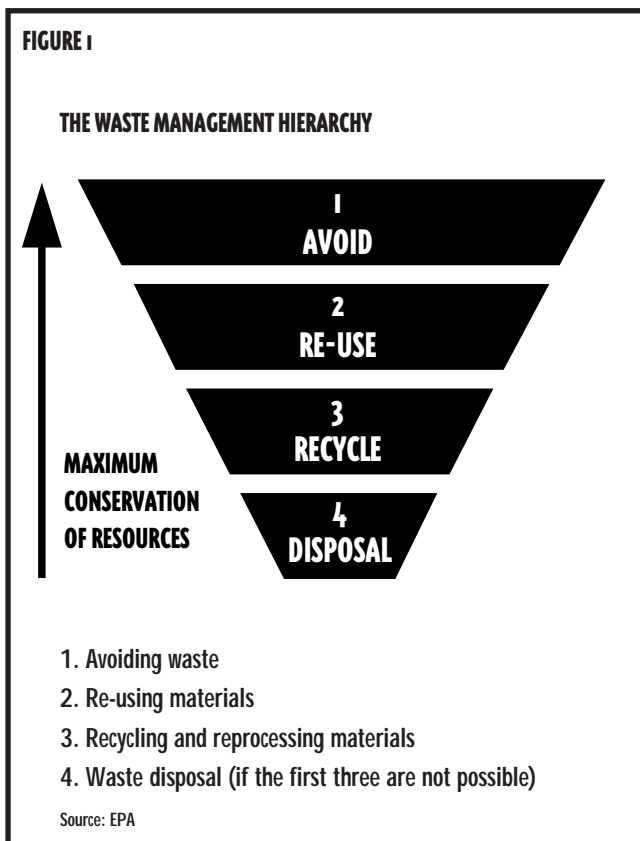 FIGURE 1
THE WASTE MANAGEMENT HIERARCHY
1
AVOID
2
RE-USE
3
RECYCLE
4
DISPOSAL
MAXIMUM
CONSERVATION
OF RESOURCES
1. Avoiding waste
2. Re-using materials
3. Recycling and reprocessing materials
4. Waste disposal (if the first three are not possible)
Source: EPA